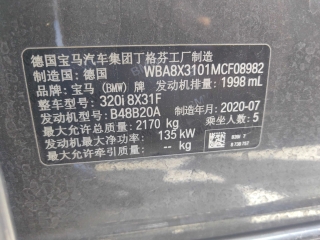 德国宝马汽车集团丁格芬工厂制造
制造国：德国 WBA8X3101MCF08982
品牌：宝马 (BMW) 牌 发动机排量：1998 mL
整车型号：320i 8X31F
发动机型号：B48B20A 制造年月：2020-07
最大允许总质量：2170 kg 乘坐人数：5
发动机最大净功率：135 kW
最大允许牵引质量：-- kg